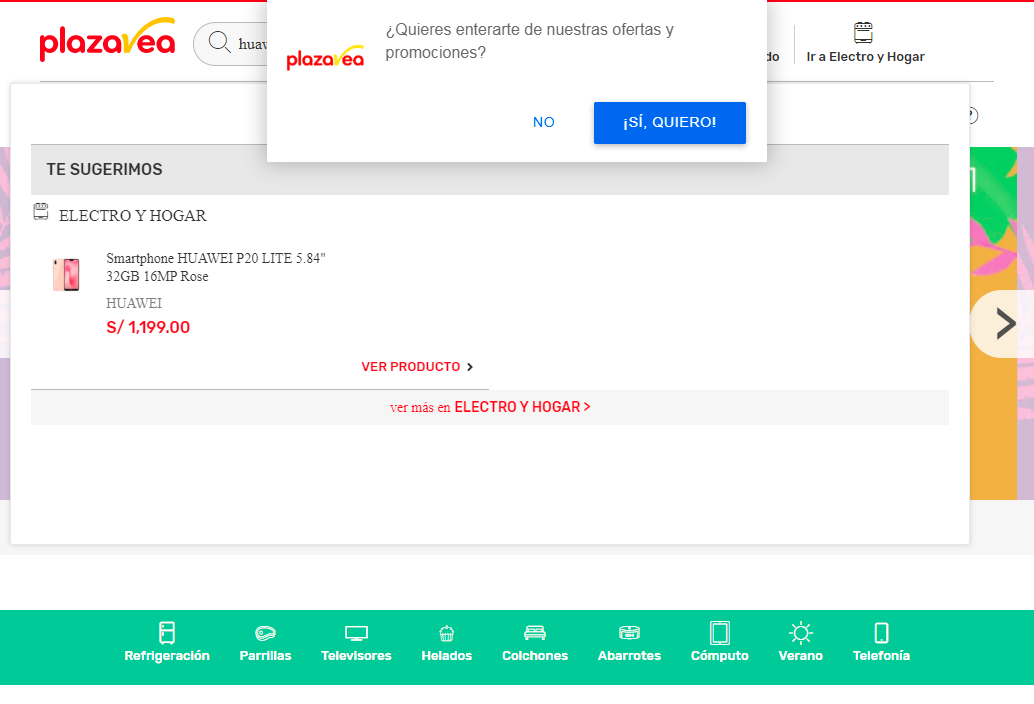 plazavea
plazavea
¿Quieres enterarte de nuestras ofertas y
promociones?
NO
¡SÍ, QUIERO!
Ir a Electro y Hogar
TE SUGERIMOS
ELECTRO Y HOGAR
Smartphone HUAWEI P20 LITE 5.84"
32GB 16MP Rose
HUAWEI
S/ 1,199.00
VER PRODUCTO
ver más en ELECTRO Y HOGAR >
Refrigeración
Parrillas
Televisores
Helados
Colchones
Abarrotes
Cómputo
Verano
Telefonía